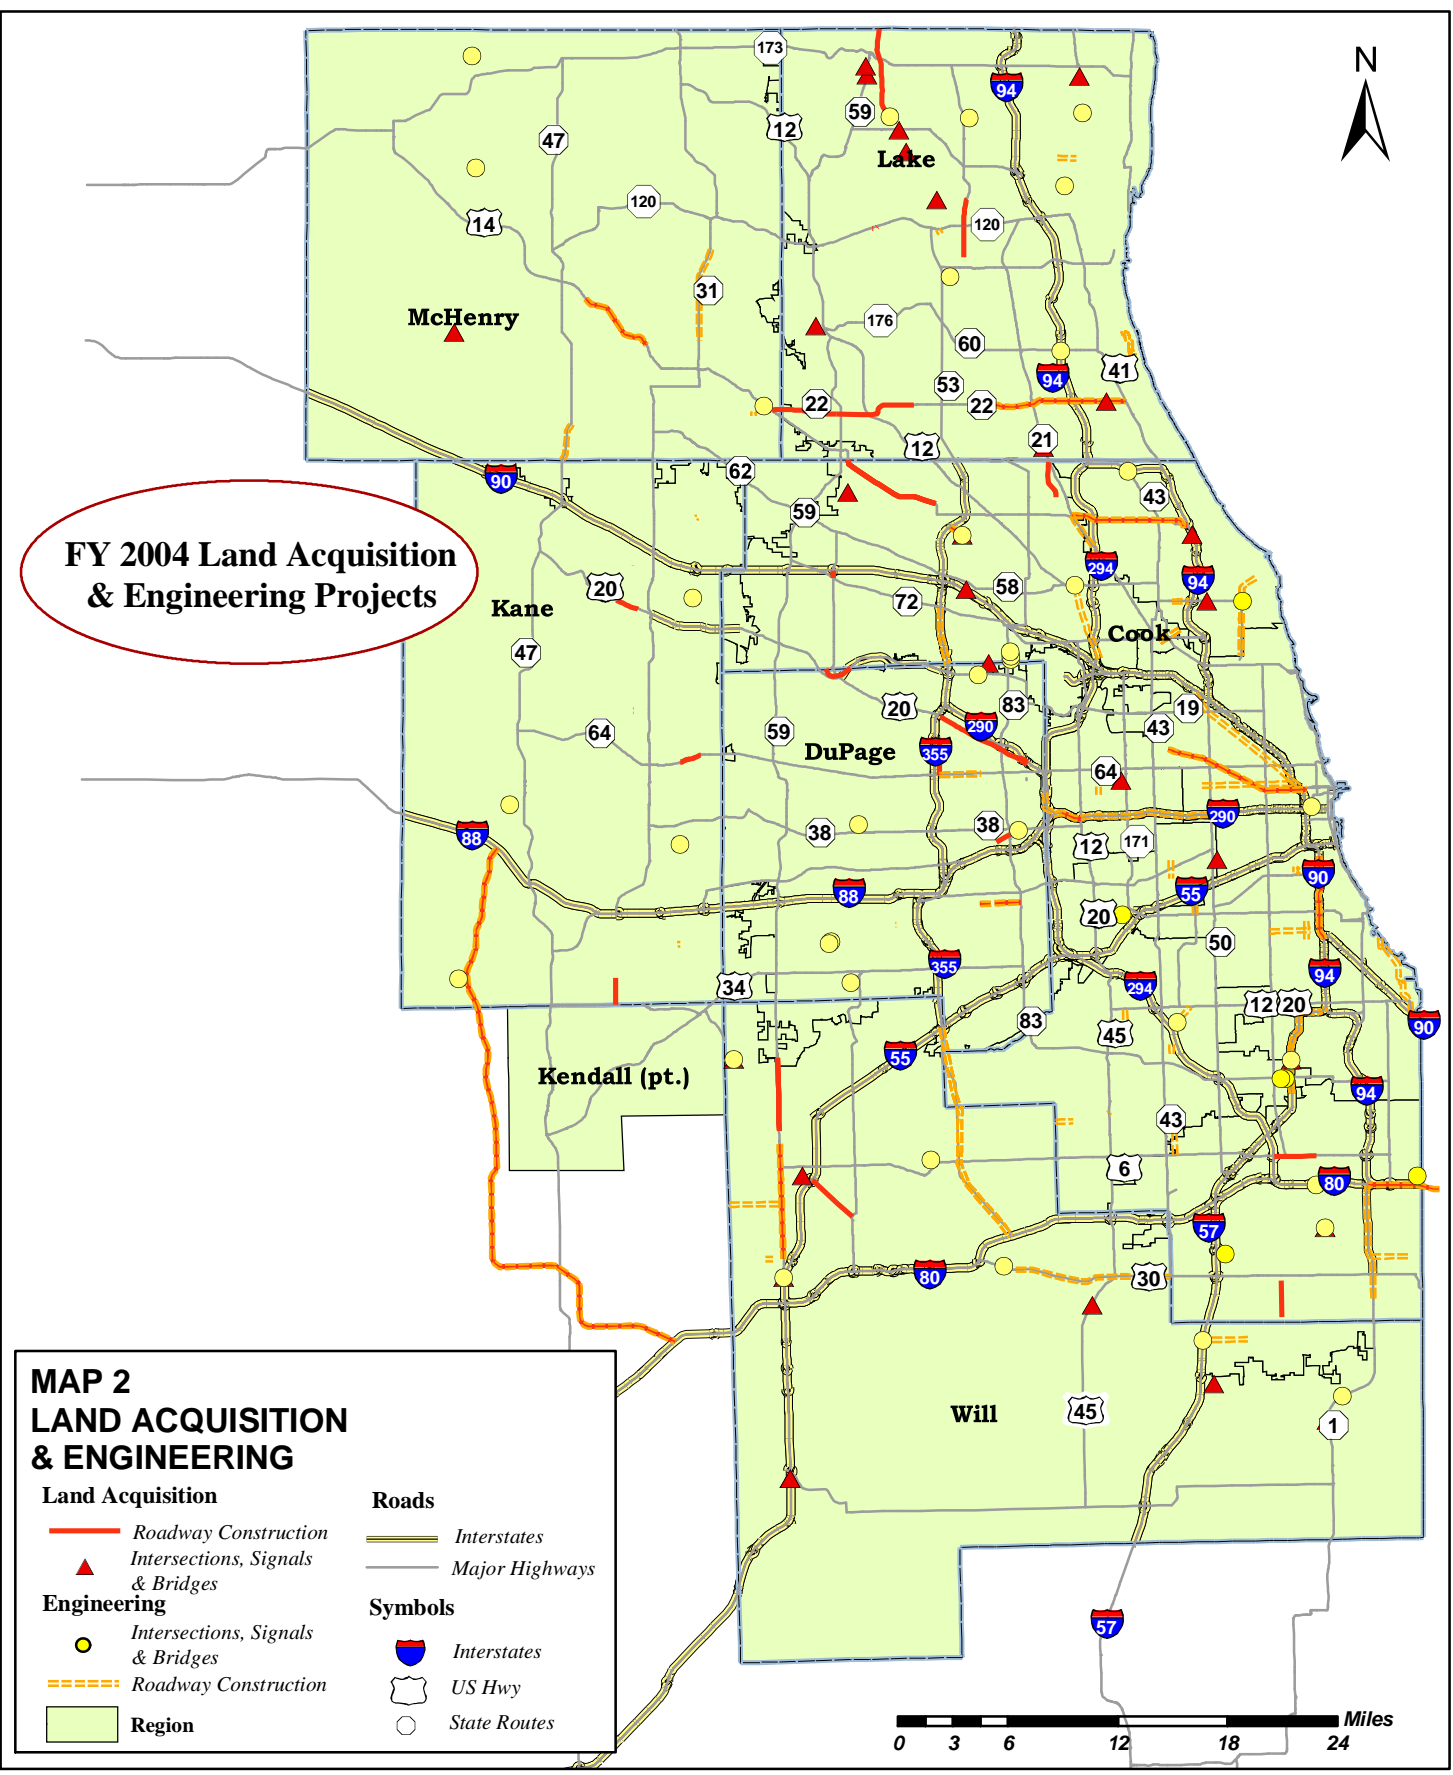 173
N
94
59
12
47
Lake
120
14
120
31
McHenry
176
60
41
94
53
22
22
21
12
62
90
43
59
FY 2004 Land Acquisition
& Engineering Projects
294
94
20
58
72
Kane
Cook
47
20
83
19
290
43
64
59
DuPage
355
64
290
88
38
38
12
171
90
55
88
20
50
355
94
34
294
12
20
83
90
45
55
Kendall (pt.)
94
43
6
80
57
80
30
MAP 2
LAND ACQUISITION
& ENGINEERING
Will
45
1
Land Acquisition
Roadway Construction
Intersections, Signals
& Bridges
Engineering
Intersections, Signals
& Bridges
Roadway Construction
Region
Roads
Interstates
Major Highways
Symbols
Interstates
US Hwy
State Routes
57
Miles
0 3 6 12 18 24